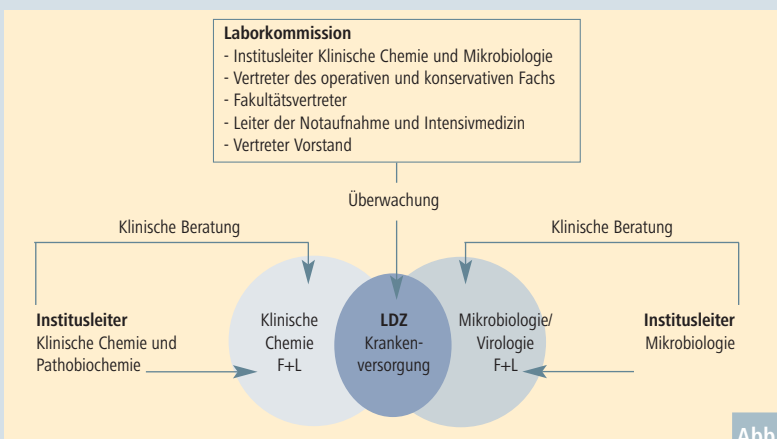 Laborkommission
- Institusleiter Klinische Chemie und Mikrobiologie
- Vertreter des operativen und konservativen Fachs
- Fakultätsvertreter
- Leiter der Notaufnahme und Intensivmedizin
- Vertreter Vorstand
Überwachung
Klinische Beratung
Klinische Beratung
Institusleiter
Klinische Chemie und
Pathobiochemie
Klinische
Chemie
F+L
LDZ
Kranken-
versorgung
Mikrobiologie/
Virologie
F+L
Institusleiter
Mikrobiologie
Abb